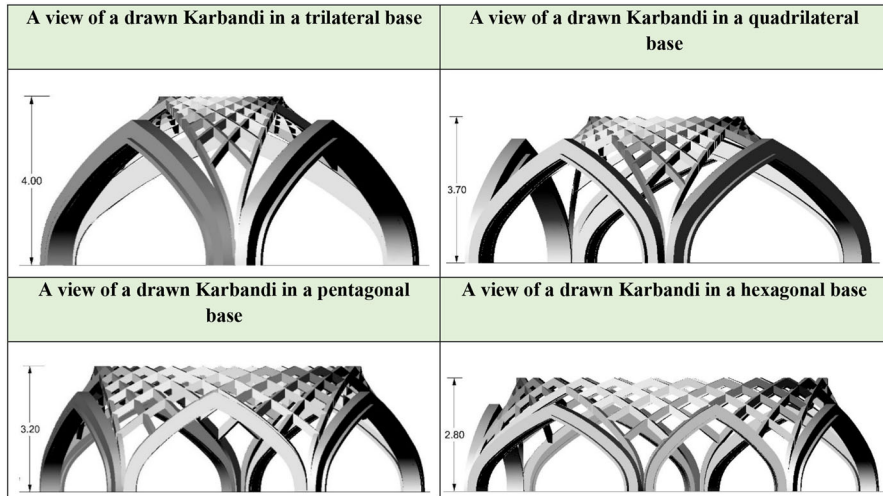 A view of a drawn Karbandi in a trilateral base
A view of a drawn Karbandi in a quadrilateral
base
4.00
3.70
A view of a drawn Karbandi in a pentagonal
base
A view of a drawn Karbandi in a hexagonal base
3.20
2.80